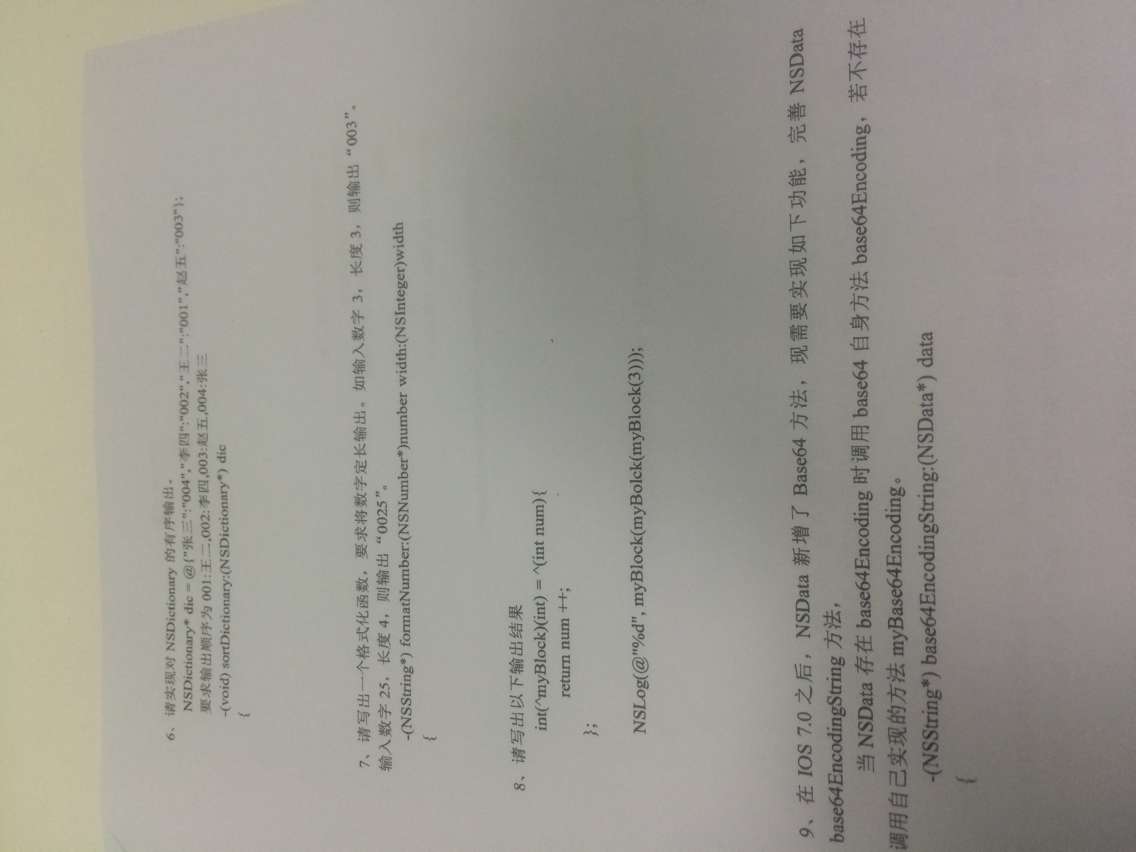 6、请实现对 NSDictionary 的有序输出。
NSDictionary* dic = @{"张三":"004","李四":"002","王二":"001","赵五":"003"};
要求输出顺序为 001:王二,002:李四,003:赵五,004:张三
-(void) sortDictionary:(NSDictionary*) dic
{
7、请写出一个格式化函数，要求将数字定长输出。如输入数字 3，长度 3，则输出“003”。
输入数字 25，长度 4，则输出“0025”。
-(NSString*) formatNumber:(NSNumber*)number width:(NSInteger)width
{
8、请写出以下输出结果
int(^myBlock)(int) = ^(int num){
return num ++;
};
NSLog(@"%d", myBlock(myBolck(myBlock(3)));
9、在 IOS 7.0 之后，NSData 新增了 Base64 方法，现需要实现如下功能，完善 NSData
base64EncodingString 方法，
当 NSData 存在 base64Encoding 时调用 base64 自身方法 base64Encoding，若不存在
调用自己实现的方法 myBase64Encoding。
-(NSString*) base64EncodingString:(NSData*) data
{